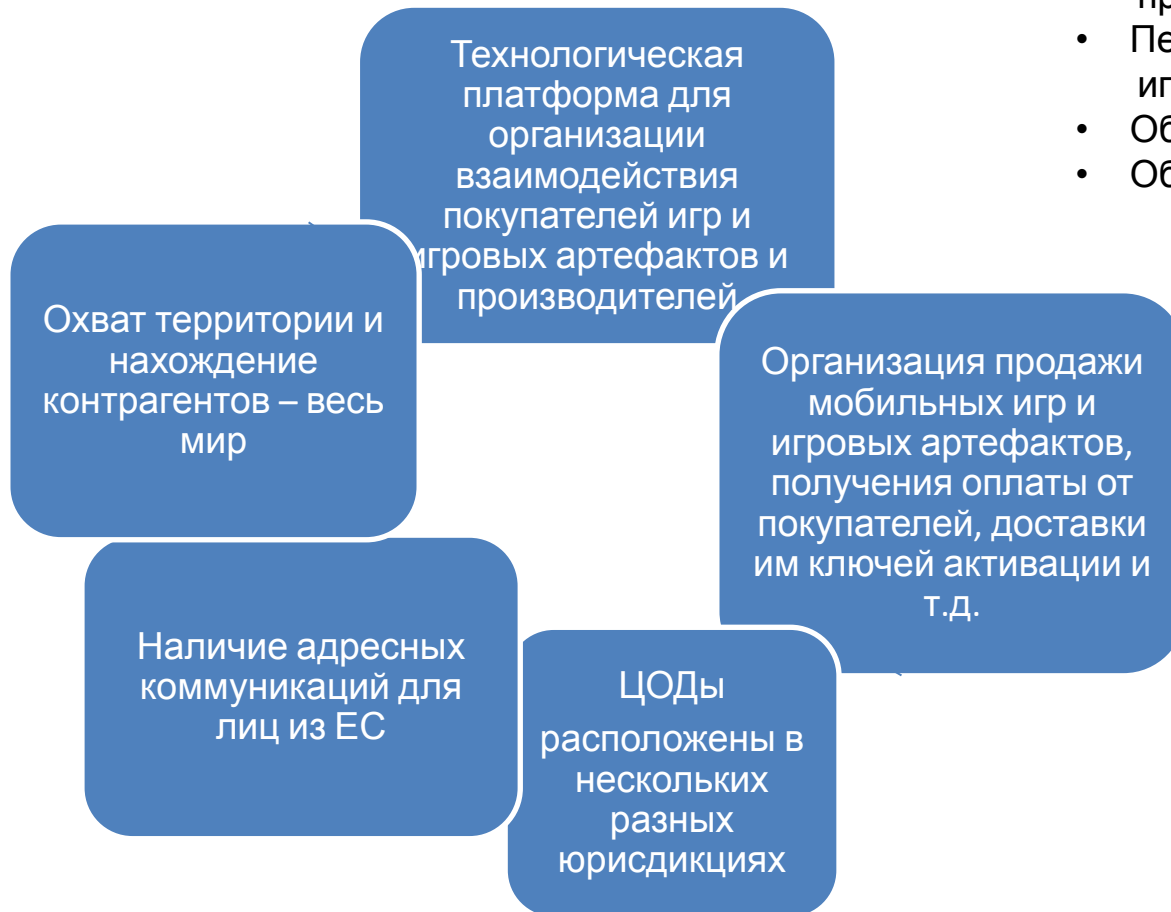 Технологическая
платформа для
организации
взаимодействия
покупателей игр и
игровых артефактов и
производителей
Охват территории и
нахождение
контрагентов – весь
мир
Организация продажи
мобильных игр и
игровых артефактов,
получения оплаты от
покупателей, доставки
им ключей активации и
т.д.
Наличие адресных
коммуникаций для
лиц из ЕС
ЦОДы
расположены в
нескольких
разных
юрисдикциях